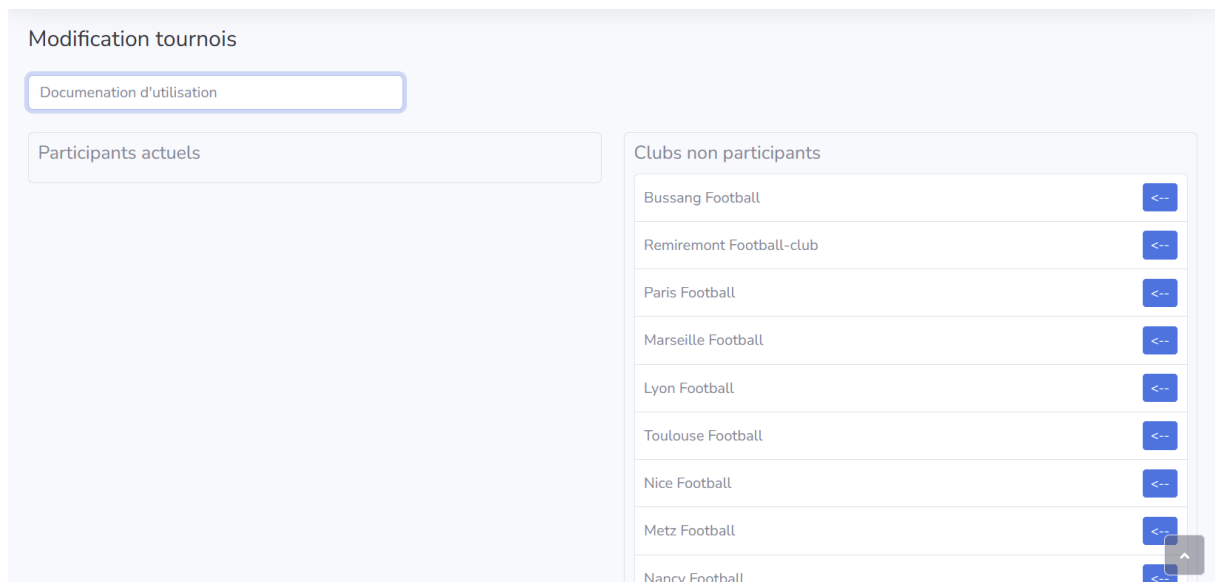 Modification tournois
Documenation d'utilisation
Participants actuels
Clubs non participants
Bussang Football
<--
Remiremont Football-club
<--
Paris Football
<--
Marseille Football
<--
Lyon Football
<--
Toulouse Football
<--
Nice Football
<--
Metz Football
<--
Nancy Football
<--